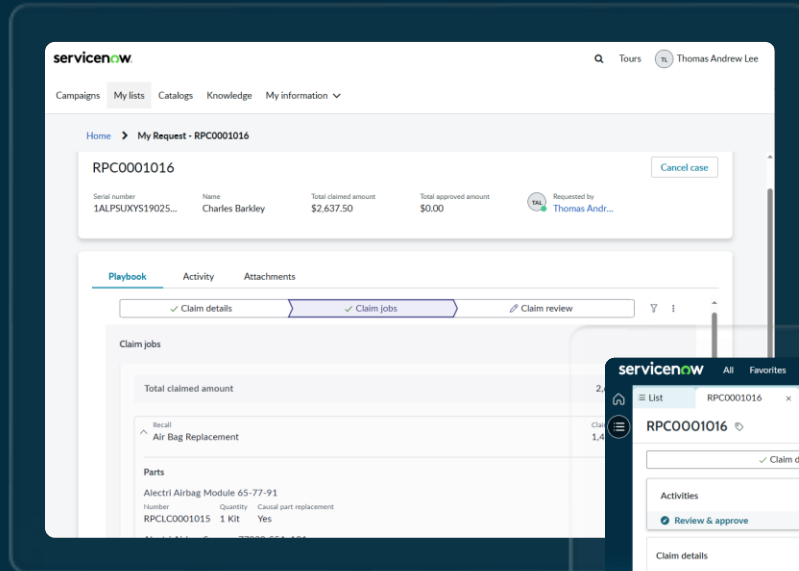 servicenow.
Tours
TL
Thomas Andrew Lee
Campaigns My lists Catalogs Knowledge My information
Home My Request - RPC0001016
RPC0001016
Cancel case
Serial number Name Total claimed amount Total approved amount Requested by
1ALPSUXYS19025... Charles Barkley $2,637.50 $0.00 TAL Thomas Andr...
Playbook Activity Attachments
Claim details Claim jobs Claim review
Claim jobs
Total claimed amount
Recall
Air Bag Replacement
Parts
Alectri Airbag Module 65-77-91
Number Quantity Causal part replacement
RPCLC0001015 1 Kit Yes
servicenow All Favorites
List RPC0001016
RPC0001016
Claim d
Activities
Review & approve
Claim details